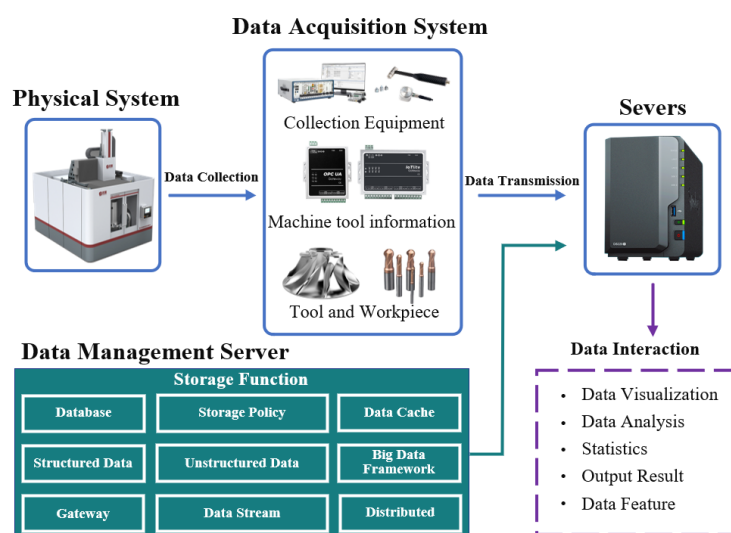 Data Acquisition System
Physical System
Collection Equipment
Severs
Data Collection
OPC UA
Data Transmission
Machine tool information
Tool and Workpiece
Data Management Server
Storage Function
Database
Storage Policy
Data Cache
Structured Data
Unstructured Data
Big Data
Framework
Gateway
Data Stream
Distributed
Data Interaction
• Data Visualization
• Data Analysis
• Statistics
• Output Result
• Data Feature